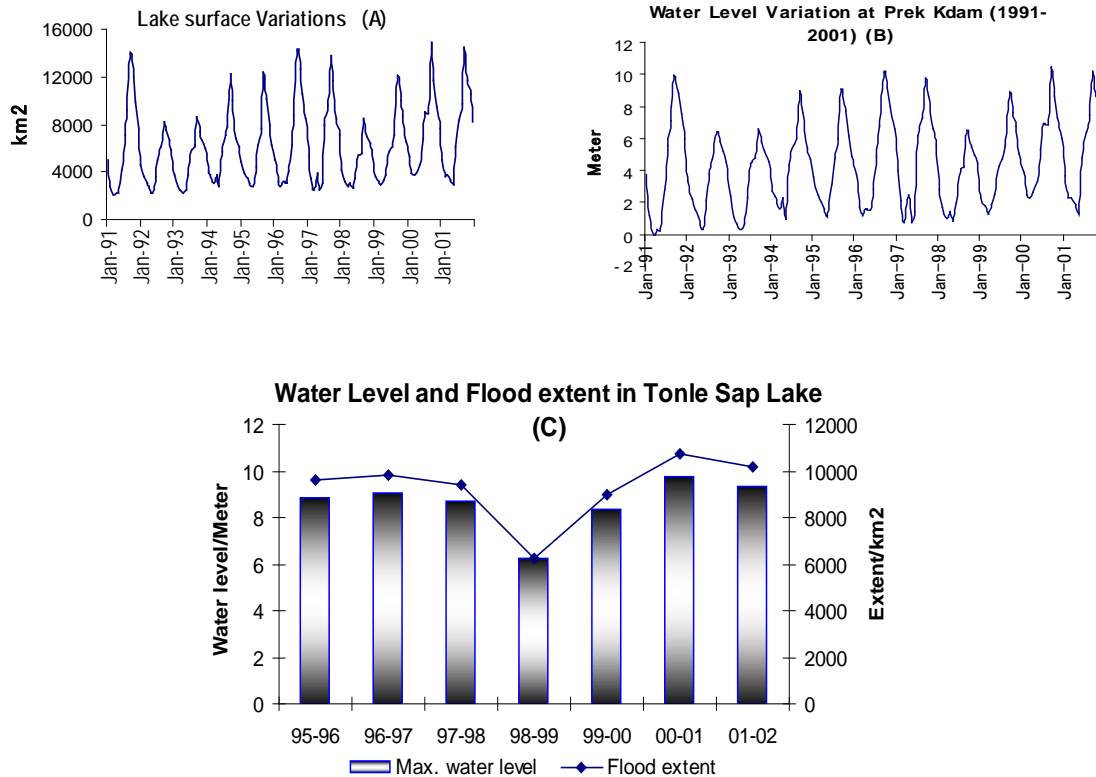 Lake surface Variations (A)
km2
16000
12000
8000
4000
0
Jan-91
Jan-92
Jan-93
Jan-94
Jan-95
Jan-96
Jan-97
Jan-98
Jan-99
Jan-00
Jan-01
Water Level Variation at Prek Kdam (1991-
2001) (B)
Meter
12
10
8
6
4
2
0
-2
Jan-91
Jan-92
Jan-93
Jan-94
Jan-95
Jan-96
Jan-97
Jan-98
Jan-99
Jan-00
Jan-01
Water Level and Flood extent in Tonle Sap Lake
(C)
Water level/Meter
12
10
8
6
4
2
0
12000
10000
8000
6000
4000
2000
0
Extent/km2
95-96 96-97 97-98 98-99 99-00 00-01 01-02
Max. water level Flood extent